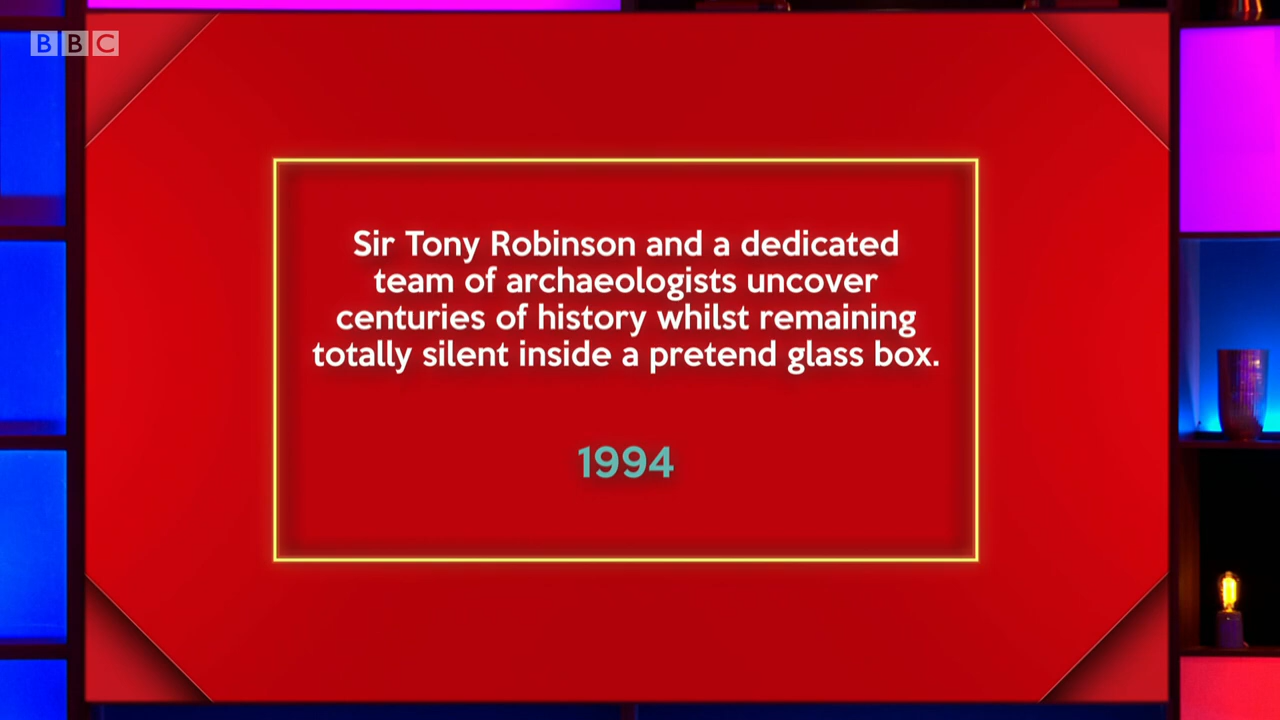 BBC
Sir Tony Robinson and a dedicated
team of archaeologists uncover
centuries of history whilst remaining
totally silent inside a pretend glass box.
1994